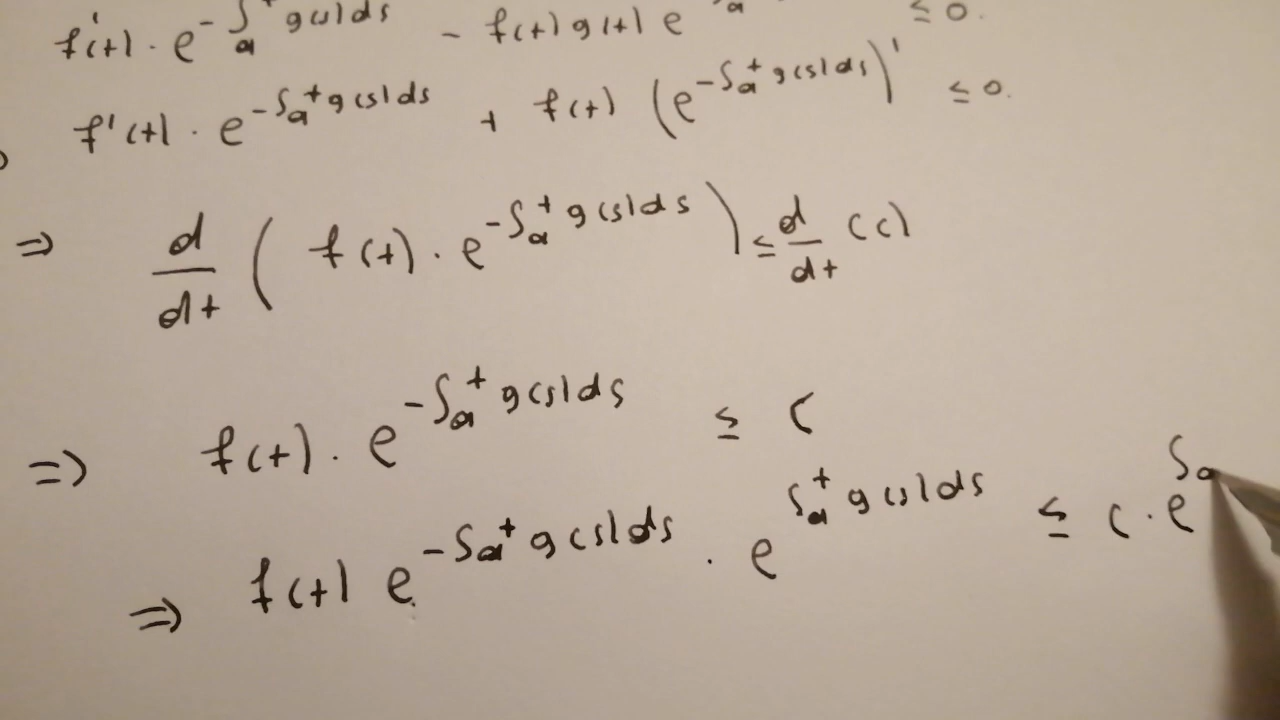 f'(t) · e^{-∫_a^t g(s)ds} - f(t) g(t) e ≤ 0.
f'(t) · e^{-∫_a^t g(s)ds} + f(t) (e^{-∫_a^t g(s)ds})' ≤ 0.
⇒ d/dt ( f(t) · e^{-∫_a^t g(s)ds} ) ≤ d/dt (c)
⇒ f(t) · e^{-∫_a^t g(s)ds} ≤ c
⇒ f(t) e^{-∫_a^t g(s)ds} · e^{∫_a^t g(s)ds} ≤ c · e^{∫_a